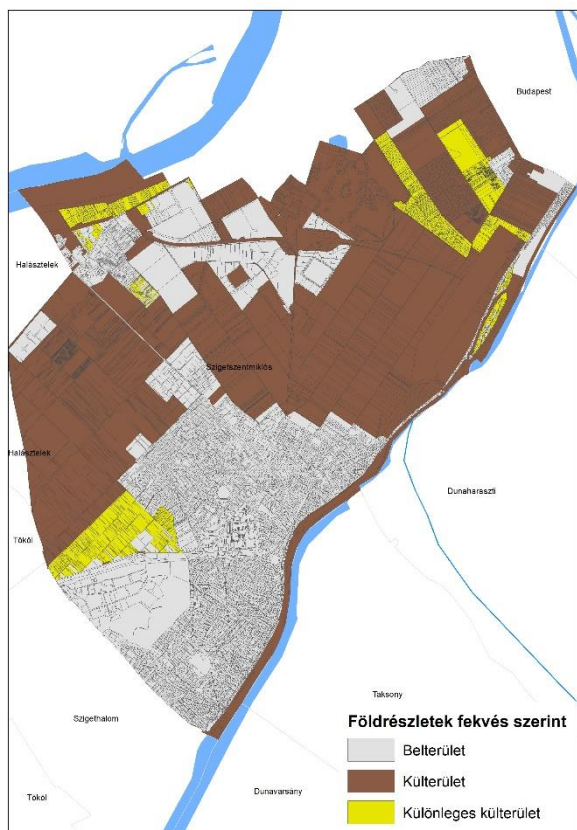 Budapest
Halásztelek
Szigetszentmiklós
Halásztelek
Dunaharaszti
Tököl
Taksony
Szigethalom
Tököl
Dunavarsány
Földrészletek fekvés szerint
Belterület
Külterület
Különleges külterület